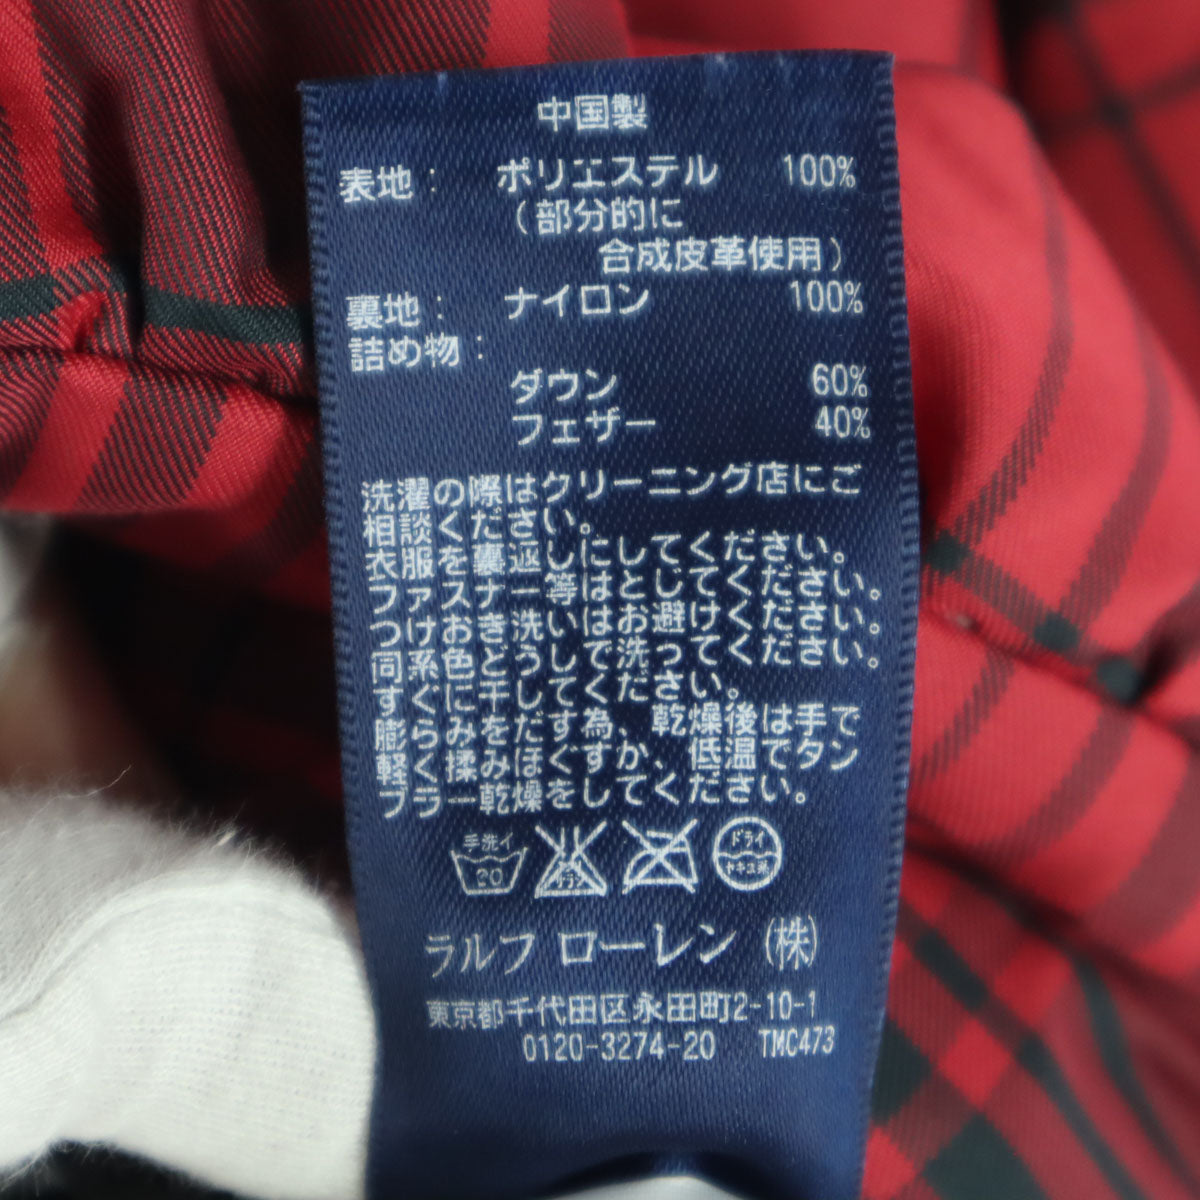 中国製
表地： ポリエステル 100%
（部分的に
合成皮革使用）
裏地： ナイロン 100%
詰め物：
ダウン 60%
フェザー 40%
洗濯の際はクリーニング店にご
相談ください。
衣服を裏返しにしてください。
ファスナー等はとじてください。
つけおき洗いはお避けください。
同系色どうしで洗ってください。
すぐに干してください。
膨らみをだす為、乾燥後は手で
軽く揉みほぐすか、低温でタン
ブラー乾燥をしてください。
手洗イ 30 エンソサラシ ドライ セキユ系
ラルフ ローレン（株）
東京都千代田区永田町2-10-1
0120-3274-20 TMC473